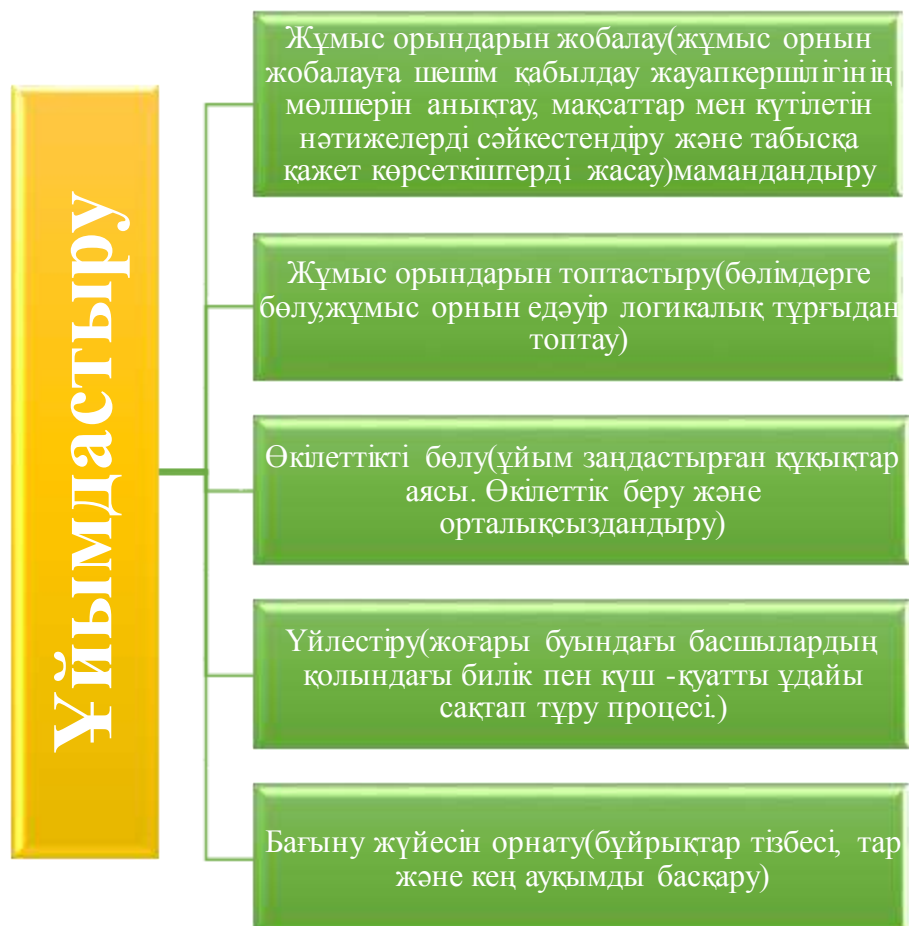 Ұйымдастыру
Жұмыс орындарын жобалау(жұмыс орнын
жобалауға шешім қабылдау жауапкершілігінің
мөлшерін анықтау, мақсаттар мен күтілетін
нәтижелерді сәйкестендіру және табысқа
қажет көрсеткіштерді жасау)мамандандыру
Жұмыс орындарын топтастыру(бөлімдерге
бөлу,жұмыс орнын едәуір логикалық тұрғыдан
топтау)
Өкілеттікті бөлу(ұйым заңдастырған құқықтар
аясы. Өкілеттік беру және
орталықсыздандыру)
Үйлестіру(жоғары буындағы басшылардың
қолындағы билік пен күш -қуатты ұдайы
сақтап тұру процесі.)
Бағыну жүйесін орнату(бұйрықтар тізбесі, тар
және кең ауқымды басқару)